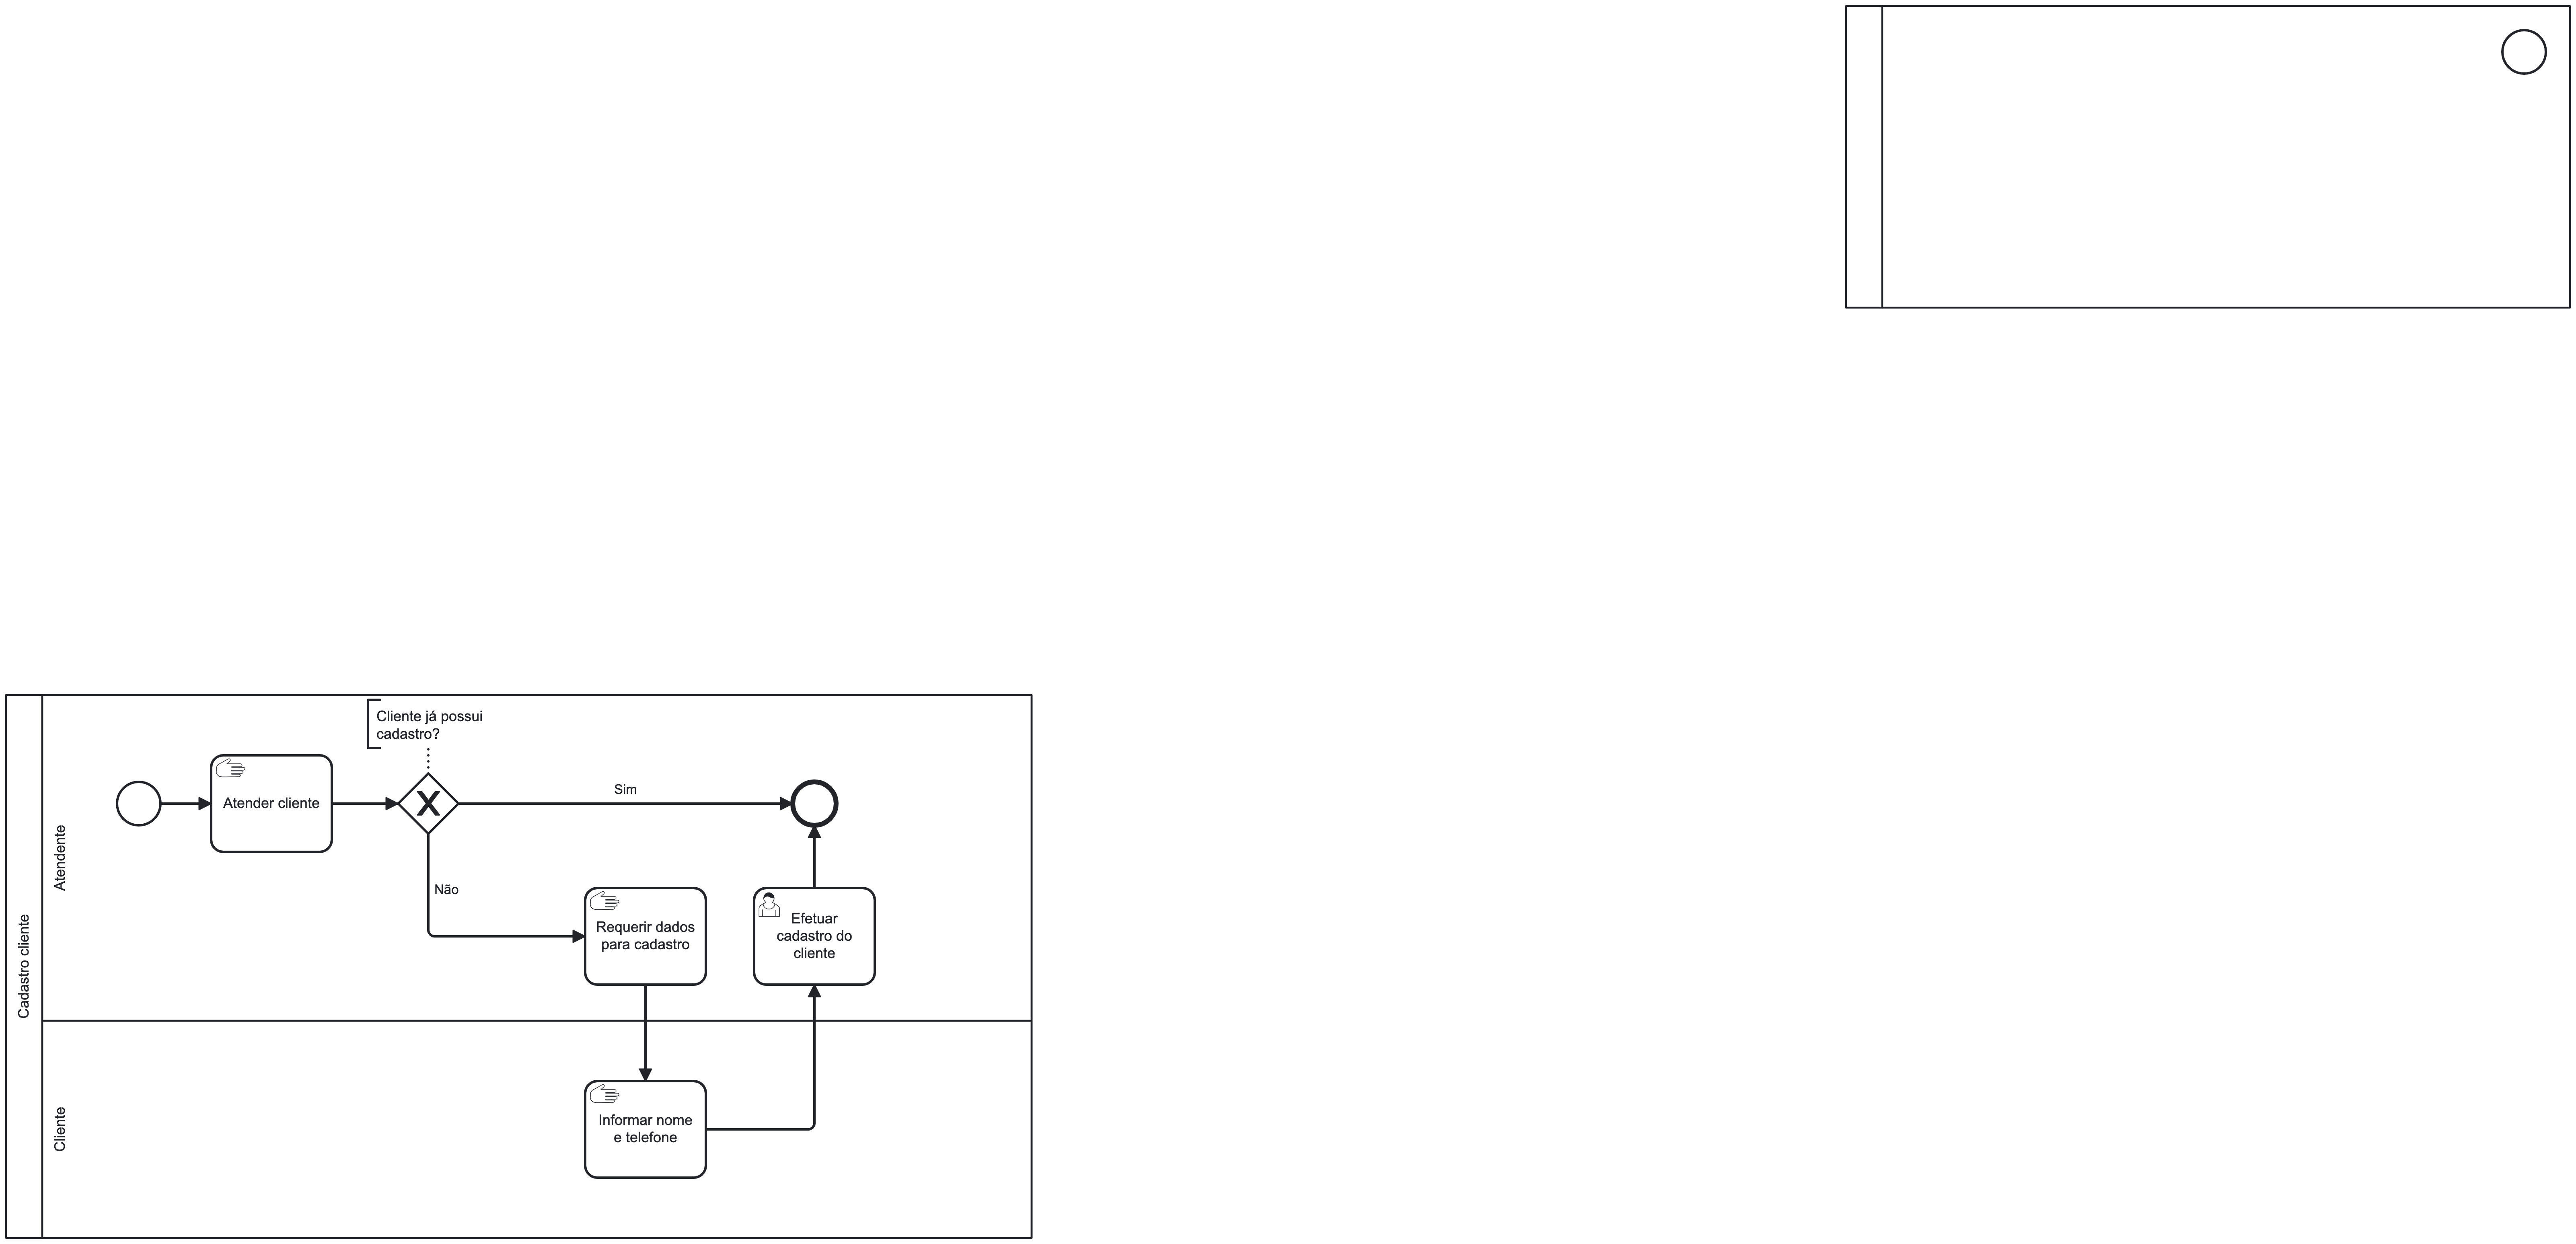 Cadastro cliente
Atendente
Cliente já possui
cadastro?
Atender cliente
Sim
Não
Requerir dados
para cadastro
Efetuar
cadastro do
cliente
Cliente
Informar nome
e telefone